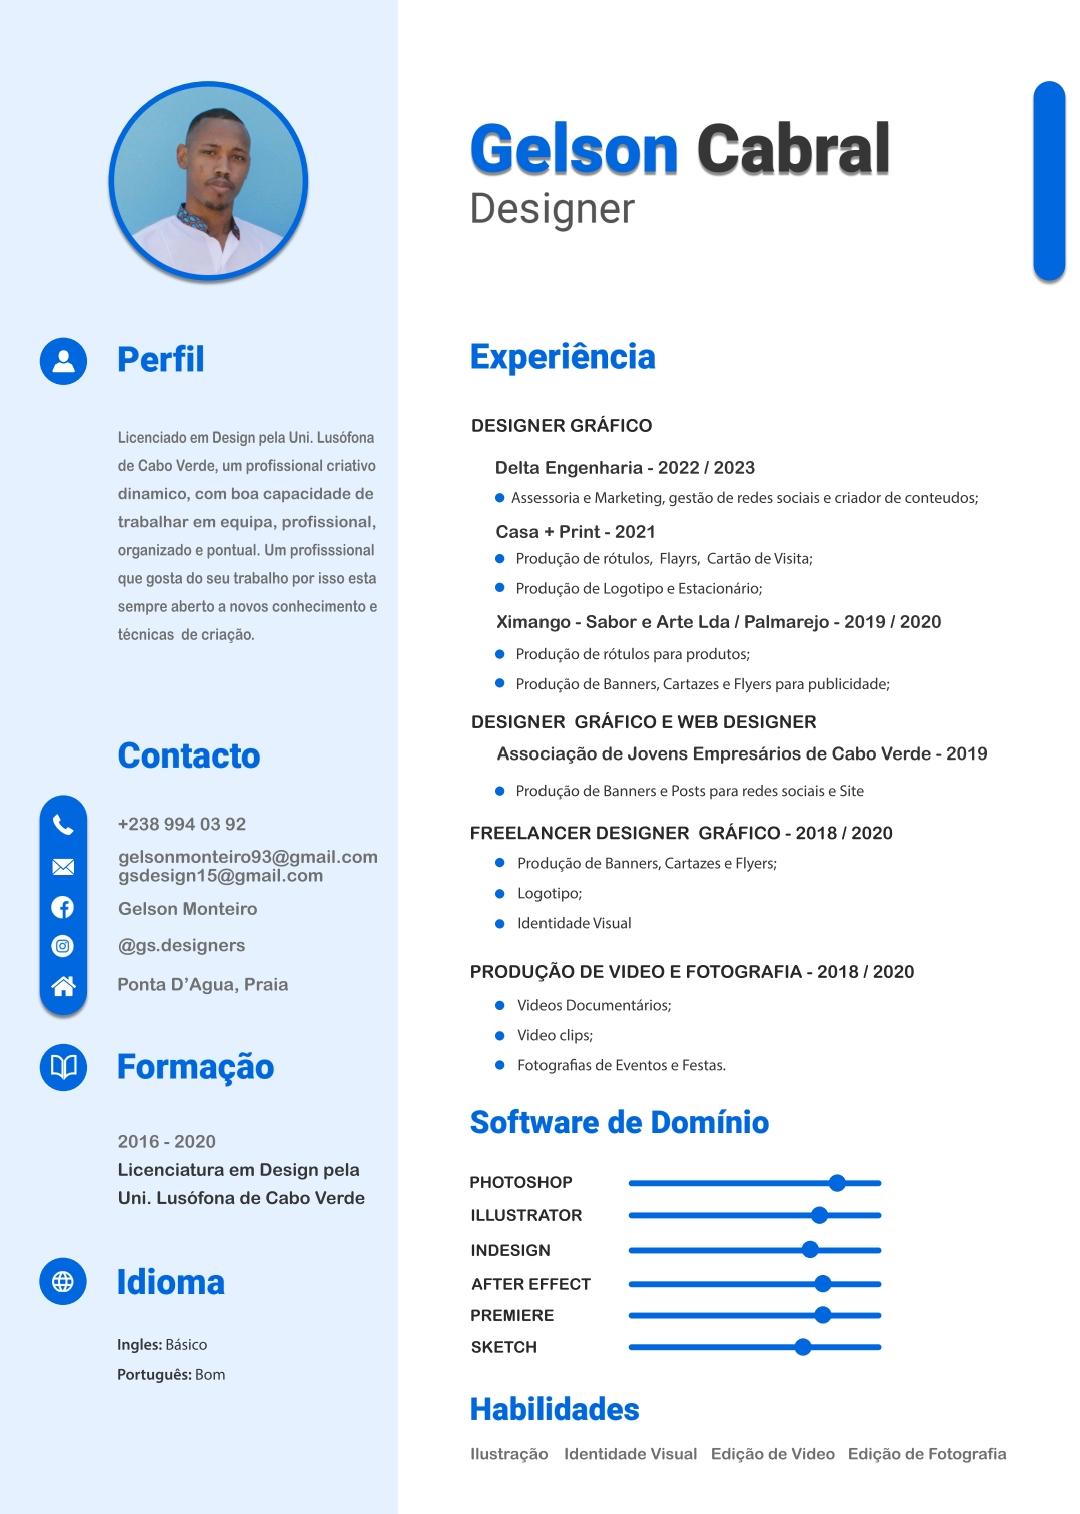 Gelson Cabral
Designer
Perfil
Licenciado em Design pela Uni. Lusófona
de Cabo Verde, um profissional criativo
dinamico, com boa capacidade de
trabalhar em equipa, profissional,
organizado e pontual. Um profisssional
que gosta do seu trabalho por isso esta
sempre aberto a novos conhecimento e
técnicas de criação.
Contacto
+238 994 03 92
gelsonmonteiro93@gmail.com
gsdesign15@gmail.com
Gelson Monteiro
@gs.designers
Ponta D'Agua, Praia
Formação
2016 - 2020
Licenciatura em Design pela
Uni. Lusófona de Cabo Verde
Idioma
Ingles: Básico
Português: Bom
Experiência
DESIGNER GRÁFICO
Delta Engenharia - 2022 / 2023
Assessoria e Marketing, gestão de redes sociais e criador de conteudos;
Casa + Print - 2021
Produção de rótulos, Flayrs, Cartão de Visita;
Produção de Logotipo e Estacionário;
Ximango - Sabor e Arte Lda / Palmarejo - 2019 / 2020
Produção de rótulos para produtos;
Produção de Banners, Cartazes e Flyers para publicidade;
DESIGNER GRÁFICO E WEB DESIGNER
Associação de Jovens Empresários de Cabo Verde - 2019
Produção de Banners e Posts para redes sociais e Site
FREELANCER DESIGNER GRÁFICO - 2018 / 2020
Produção de Banners, Cartazes e Flyers;
Logotipo;
Identidade Visual
PRODUÇÃO DE VIDEO E FOTOGRAFIA - 2018 / 2020
Videos Documentários;
Video clips;
Fotografias de Eventos e Festas.
Software de Domínio
PHOTOSHOP
ILLUSTRATOR
INDESIGN
AFTER EFFECT
PREMIERE
SKETCH
Habilidades
Ilustração Identidade Visual Edição de Video Edição de Fotografia